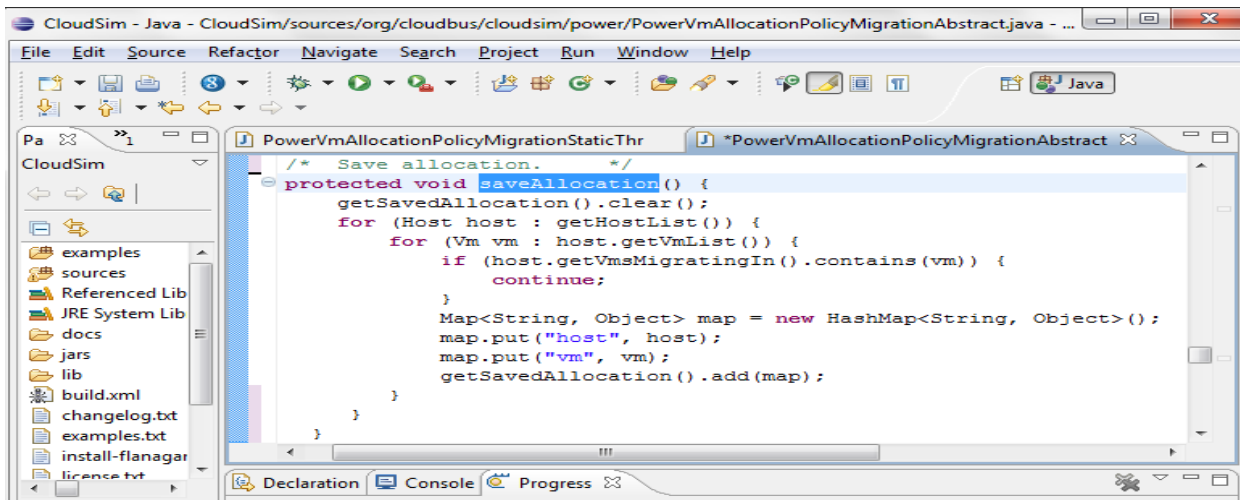 CloudSim - Java - CloudSim/sources/org/cloudbus/cloudsim/power/PowerVmAllocationPolicyMigrationAbstract.java - ...
File Edit Source Refactor Navigate Search Project Run Window Help
Java
Pa
»1
PowerVmAllocationPolicyMigrationStaticThr
*PowerVmAllocationPolicyMigrationAbstract
CloudSim
examples
sources
Referenced Lib
JRE System Lib
docs
jars
lib
build.xml
changelog.txt
examples.txt
install-flanagar
license.txt
/* Save allocation. */
protected void saveAllocation() {
getSavedAllocation().clear();
for (Host host : getHostList()) {
for (Vm vm : host.getVmList()) {
if (host.getVmsMigratingIn().contains(vm)) {
continue;
}
Map<String, Object> map = new HashMap<String, Object>();
map.put("host", host);
map.put("vm", vm);
getSavedAllocation().add(map);
}
}
}
Declaration Console Progress